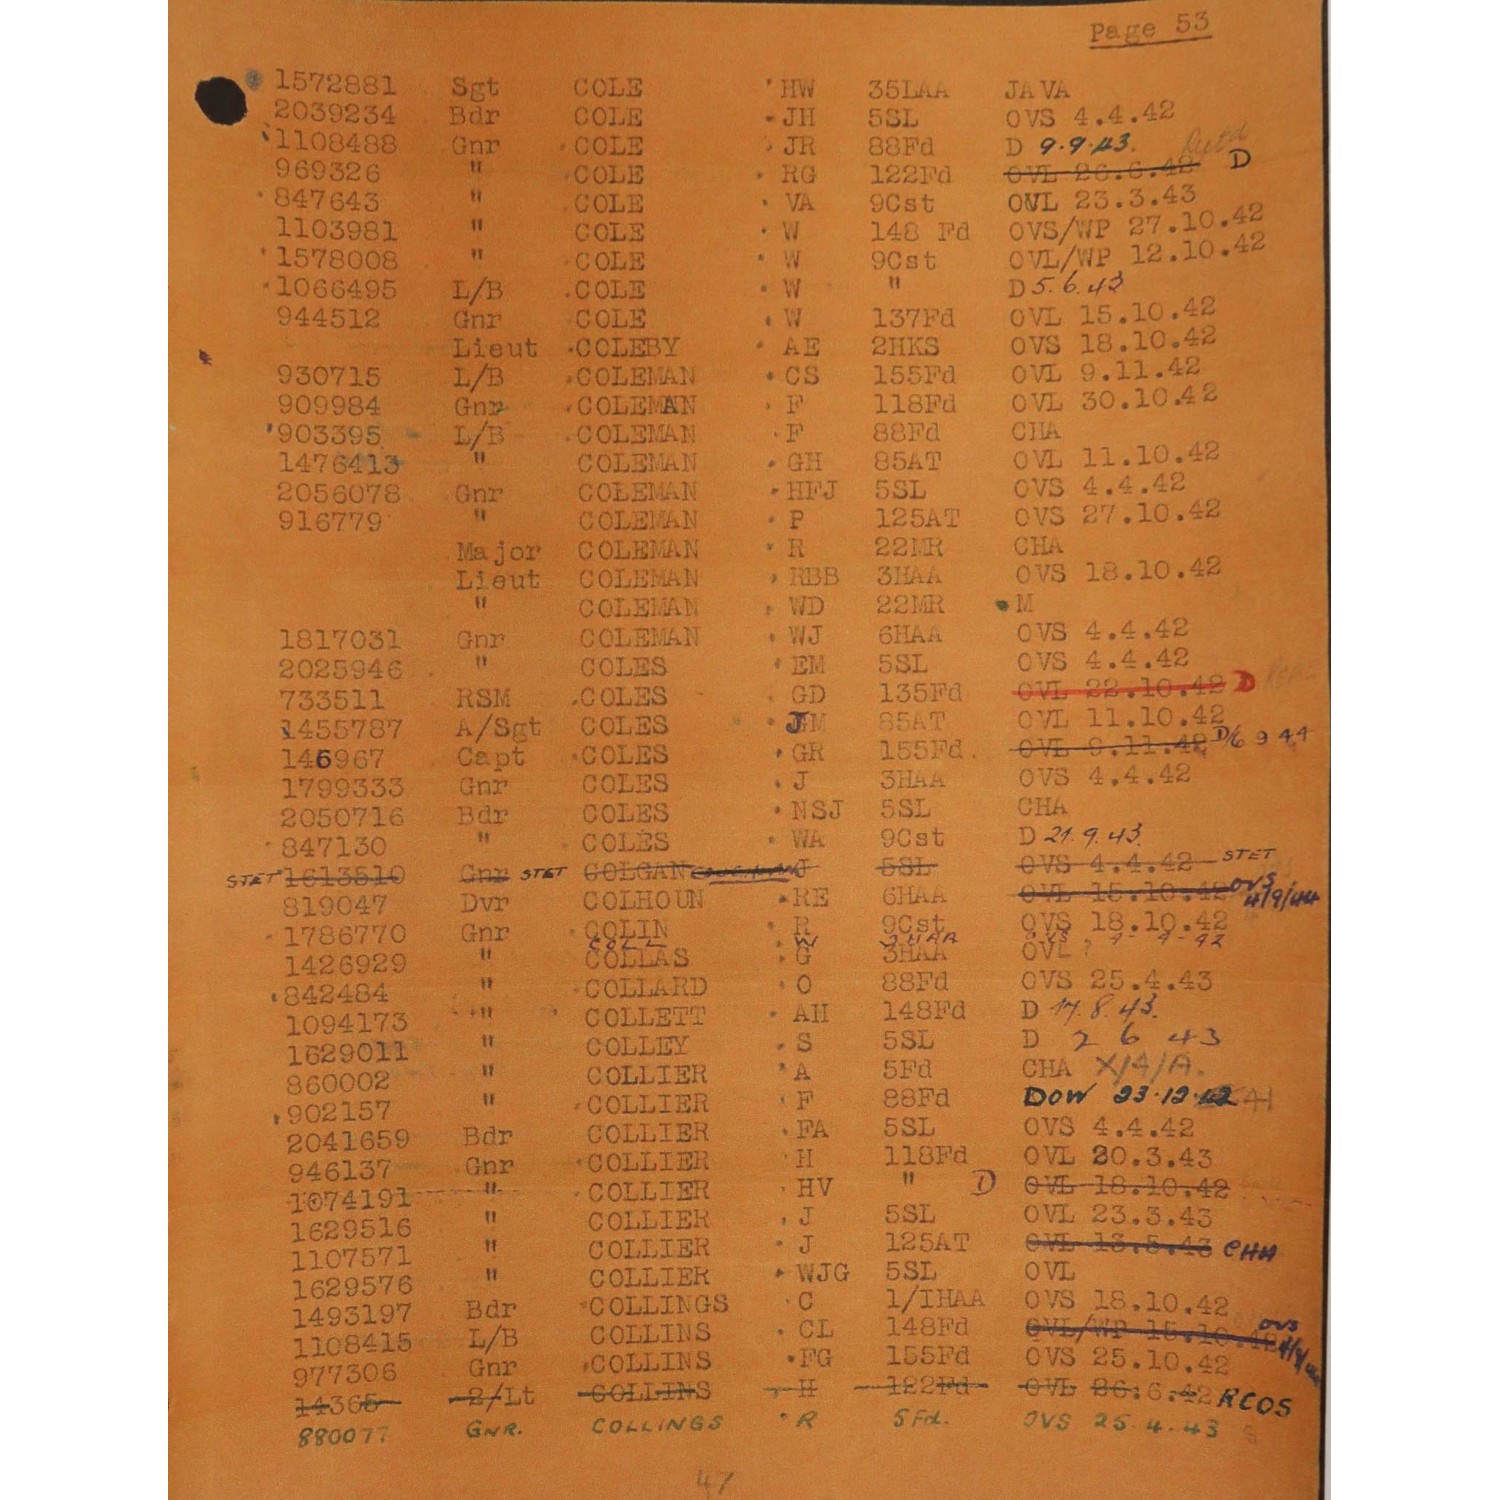 Page 53
1572881 Sgt COLE HW 35LAA JAVA
2039234 Bdr COLE JH 5SL OVS 4.4.42
1108488 Gnr COLE JR 88Fd D 9.9.43.
969326 " COLE RG 122Fd OVL 26.6.42 D
847643 " COLE VA 9Cst OVL 23.3.43
1103981 " COLE W 148 Fd OVS/WP 27.10.42
1578008 " COLE W 9Cst OVL/WP 12.10.42
1066495 L/B COLE W " D 5.6.43
944512 Gnr COLE W 137Fd OVL 15.10.42
Lieut COLEBY AE 2HKS OVS 18.10.42
930715 L/B COLEMAN CS 155Fd OVL 9.11.42
909984 Gnr COLEMAN F 118Fd OVL 30.10.42
903395 L/B COLEMAN F 88Fd CHA
1476413 " COLEMAN GH 85AT OVL 11.10.42
2056078 Gnr COLEMAN HFJ 5SL OVS 4.4.42
916779 " COLEMAN P 125AT OVS 27.10.42
Major COLEMAN R 22MR CHA
Lieut COLEMAN RBB 3HAA OVS 18.10.42
" COLEMAN WD 22MR M
1817031 Gnr COLEMAN WJ 6HAA OVS 4.4.42
2025946 " COLES EM 5SL OVS 4.4.42
733511 RSM COLES GD 135Fd OVL 22.10.42 D
1455787 A/Sgt COLES JM 85AT OVL 11.10.42
146967 Capt COLES GR 155Fd. OVL 9.11.42 D/6 9 44
1799333 Gnr COLES J 3HAA OVS 4.4.42
2050716 Bdr COLES NSJ 5SL CHA
847130 " COLES WA 9Cst D 21.9.43.
STET 1613510 Gnr STET COLGAN J 5SL OVS 4.4.42 STET
819047 Dvr COLHOUN RE 6HAA OVL 15.10.42 OVS 4/9/44
1786770 Gnr COLIN R 9Cst OVS 18.10.42
COLL W 3HAA OVS 4-4-42
1426929 " COLLAS G 3HAA OVL ?
842484 " COLLARD O 88Fd OVS 25.4.43
1094173 " COLLETT AH 148Fd D 17.8.43.
1629011 " COLLEY S 5SL D 2 6 43
860002 " COLLIER A 5Fd CHA X/4/A.
902157 " COLLIER F 88Fd DOW 23.12.
2041659 Bdr COLLIER FA 5SL OVS 4.4.42
946137 Gnr COLLIER H 118Fd OVL 20.3.43
1074191 " COLLIER HV " D OVL 18.10.42
1629516 " COLLIER J 5SL OVL 23.3.43
1107571 " COLLIER J 125AT OVL 13.5.43 CHA
1629576 " COLLIER WJG 5SL OVL
1493197 Bdr COLLINGS C 1/IHAA OVS 18.10.42
1108415 L/B COLLINS CL 148Fd OVL/WP 15.10.42 OVS
977306 Gnr COLLINS FG 155Fd OVS 25.10.42
14365 2/Lt COLLINS H 122Fd OVL 26.6.42 RCOS
880077 GNR. COLLINGS R 5Fd. OVS 25.4.43
47